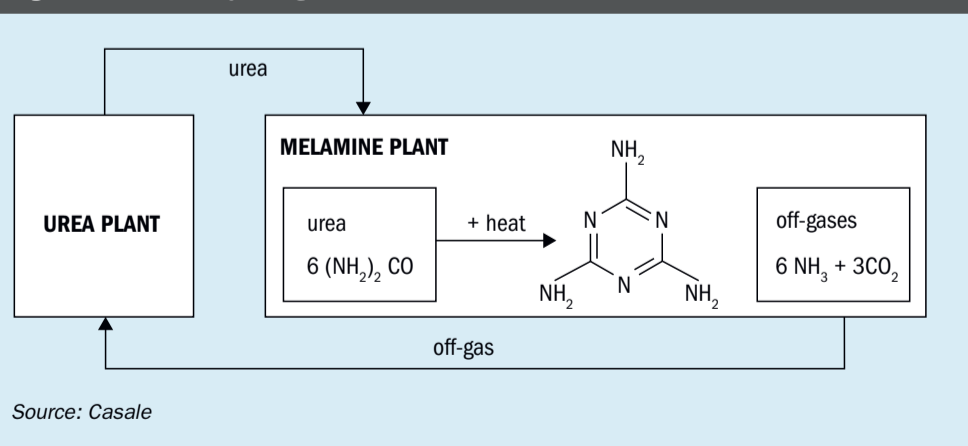 urea
MELAMINE PLANT
UREA PLANT
urea
6 (NH₂)₂ CO
+ heat
NH₂
N
N
N
NH₂
NH₂
off-gases
6 NH₃ + 3CO₂
off-gas
Source: Casale